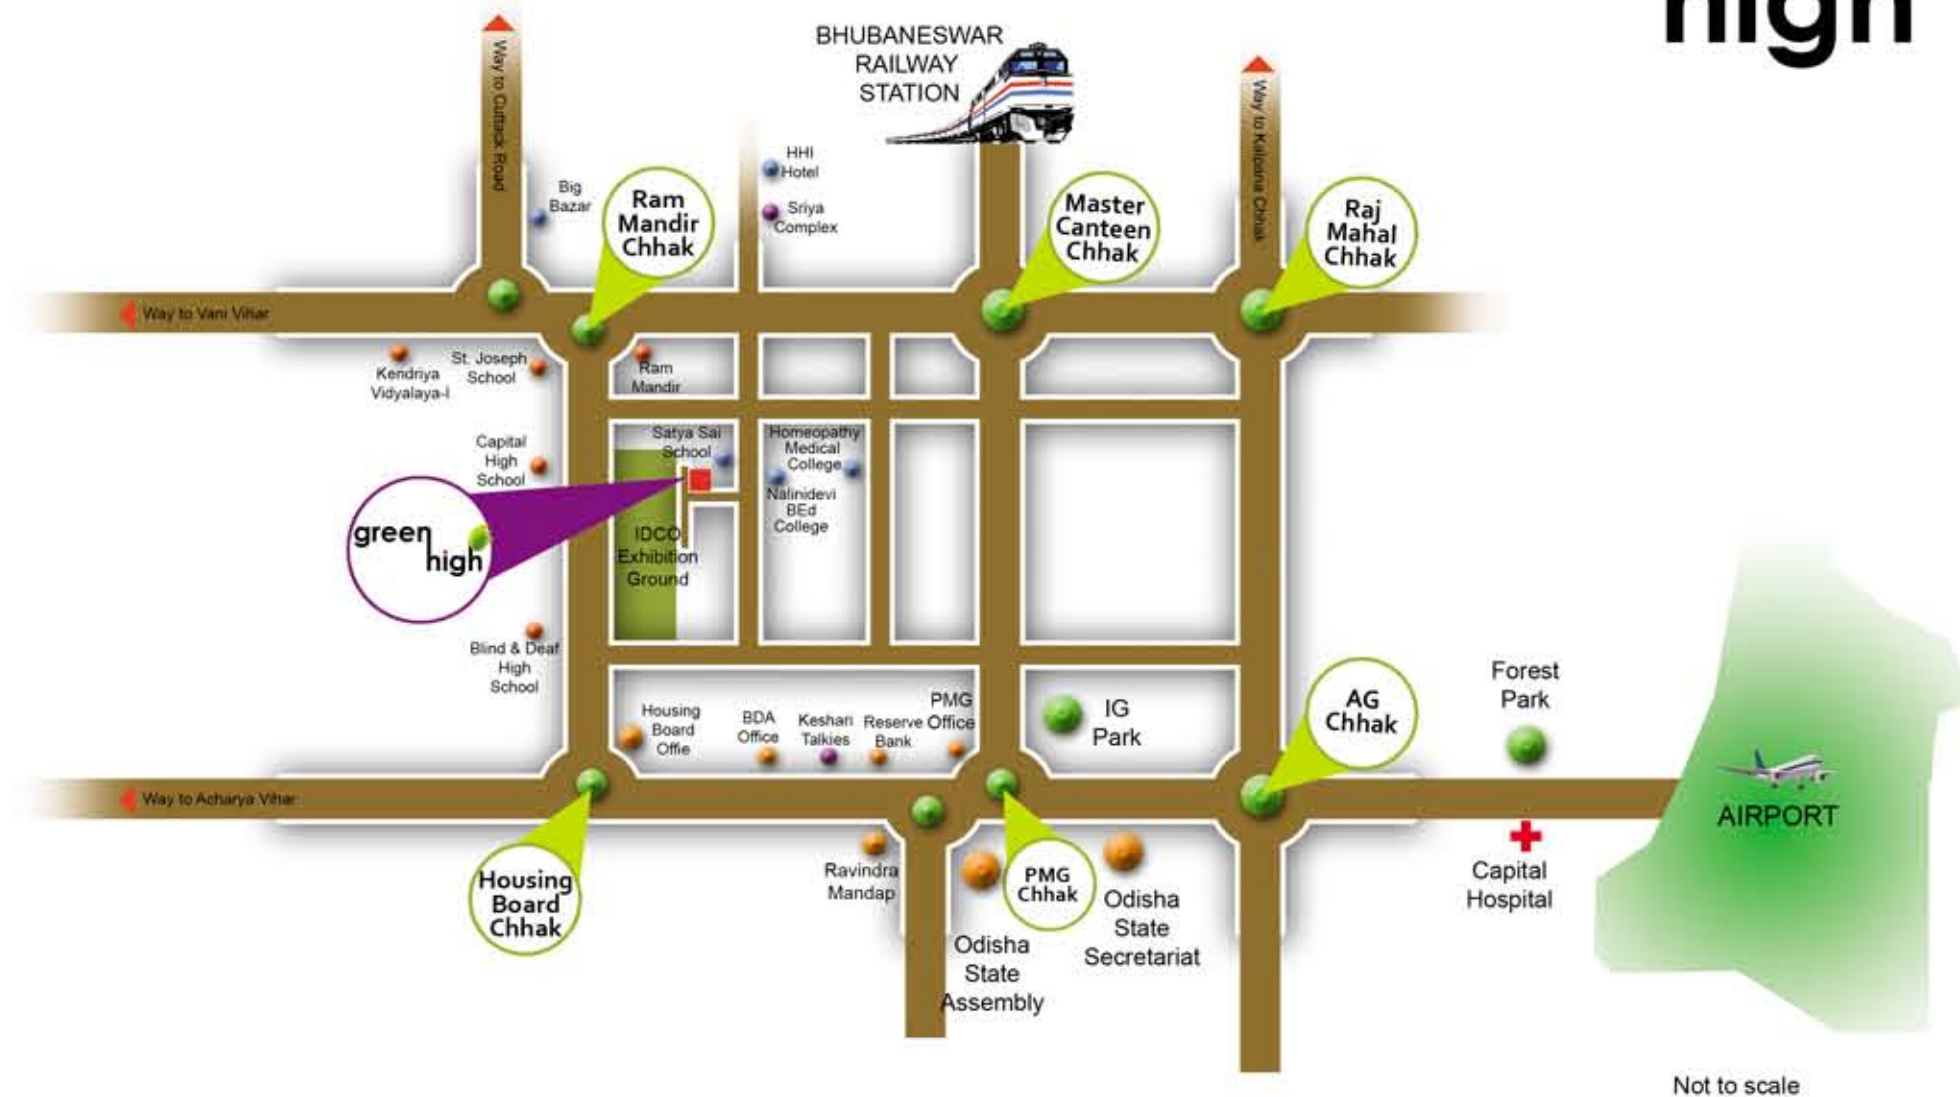 high
BHUBANESWAR
RAILWAY
STATION
Way to Cuttack Road
Way to Kalpana Chhak
HHI
Hotel
Big
Bazar
Sriya
Complex
Ram
Mandir
Chhak
Master
Canteen
Chhak
Raj
Mahal
Chhak
Way to Vani Vihar
Kendriya
Vidyalaya-I
St. Joseph
School
Ram
Mandir
Capital
High
School
Satya Sai
School
Homeopathy
Medical
College
Nalinidevi
BEd
College
green
high
IDCO
Exhibition
Ground
Blind & Deaf
High
School
Housing
Board
Offie
BDA
Office
Keshari
Talkies
Reserve
Bank
PMG
Office
IG
Park
AG
Chhak
Forest
Park
Way to Acharya Vihar
AIRPORT
Housing
Board
Chhak
Ravindra
Mandap
PMG
Chhak
Odisha
State
Assembly
Odisha
State
Secretariat
Capital
Hospital
Not to scale